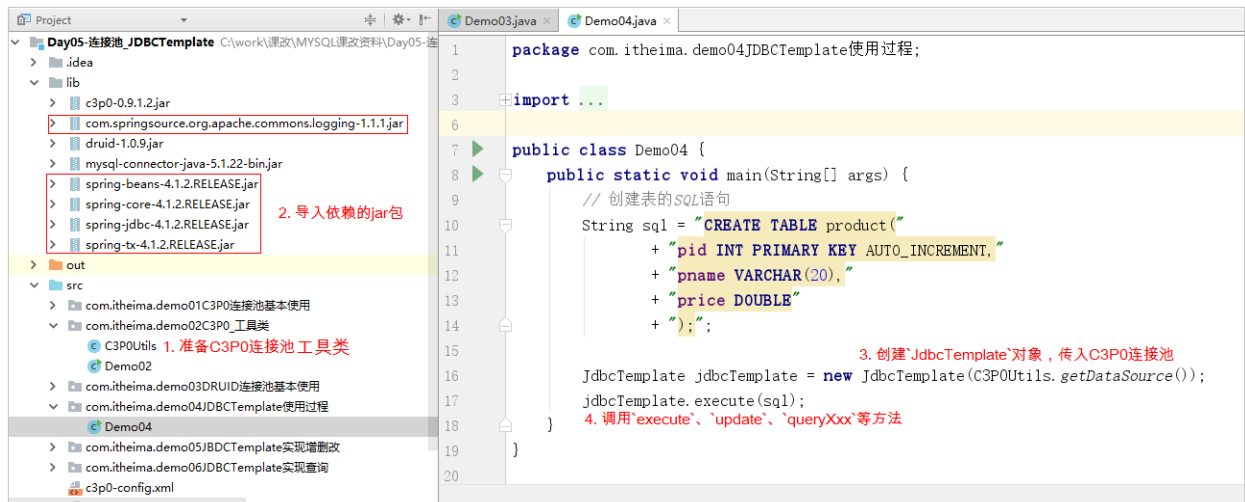 Project
Day05-连接池_JDBCTemplate C:\work\课改\MYSQL课改资料\Day05-连
.idea
lib
c3p0-0.9.1.2.jar
com.springsource.org.apache.commons.logging-1.1.1.jar
druid-1.0.9.jar
mysql-connector-java-5.1.22-bin.jar
spring-beans-4.1.2.RELEASE.jar
spring-core-4.1.2.RELEASE.jar
spring-jdbc-4.1.2.RELEASE.jar
spring-tx-4.1.2.RELEASE.jar
2. 导入依赖的jar包
out
src
com.itheima.demo01C3P0连接池基本使用
com.itheima.demo02C3P0_工具类
C3P0Utils
1. 准备C3P0连接池工具类
Demo02
com.itheima.demo03DRUID连接池基本使用
com.itheima.demo04JDBCTemplate使用过程
Demo04
com.itheima.demo05JBDCTemplate实现增删改
com.itheima.demo06JDBCTemplate实现查询
c3p0-config.xml
Demo03.java
Demo04.java
1 package com.itheima.demo04JDBCTemplate使用过程;
2
3 import ...
6
7 public class Demo04 {
8 public static void main(String[] args) {
9 // 创建表的SQL语句
10 String sql = "CREATE TABLE product("
11 + "pid INT PRIMARY KEY AUTO_INCREMENT,"
12 + "pname VARCHAR(20),"
13 + "price DOUBLE"
14 + ");";
15
3. 创建`JdbcTemplate`对象，传入C3P0连接池
16 JdbcTemplate jdbcTemplate = new JdbcTemplate(C3P0Utils.getDataSource());
17 jdbcTemplate.execute(sql);
4. 调用`execute`、`update`、`queryXxx`等方法
18 }
19 }
20